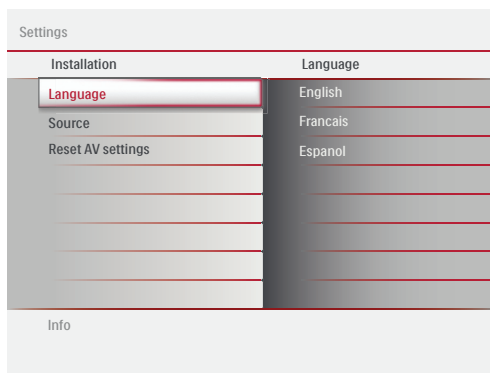 Settings
Installation
Language
Language
English
Source
Francais
Reset AV settings
Espanol
Info